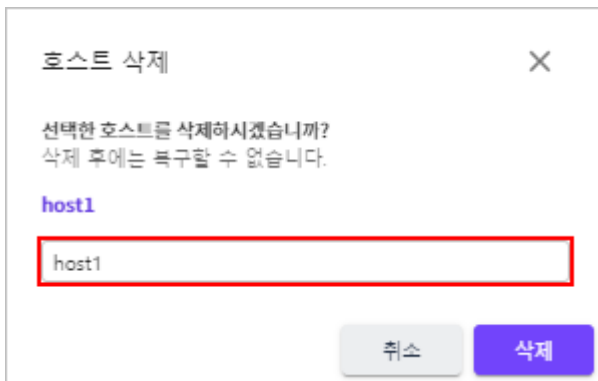 호스트 삭제
선택한 호스트를 삭제하시겠습니까?
삭제 후에는 복구할 수 없습니다.
host1
host1
취소
삭제